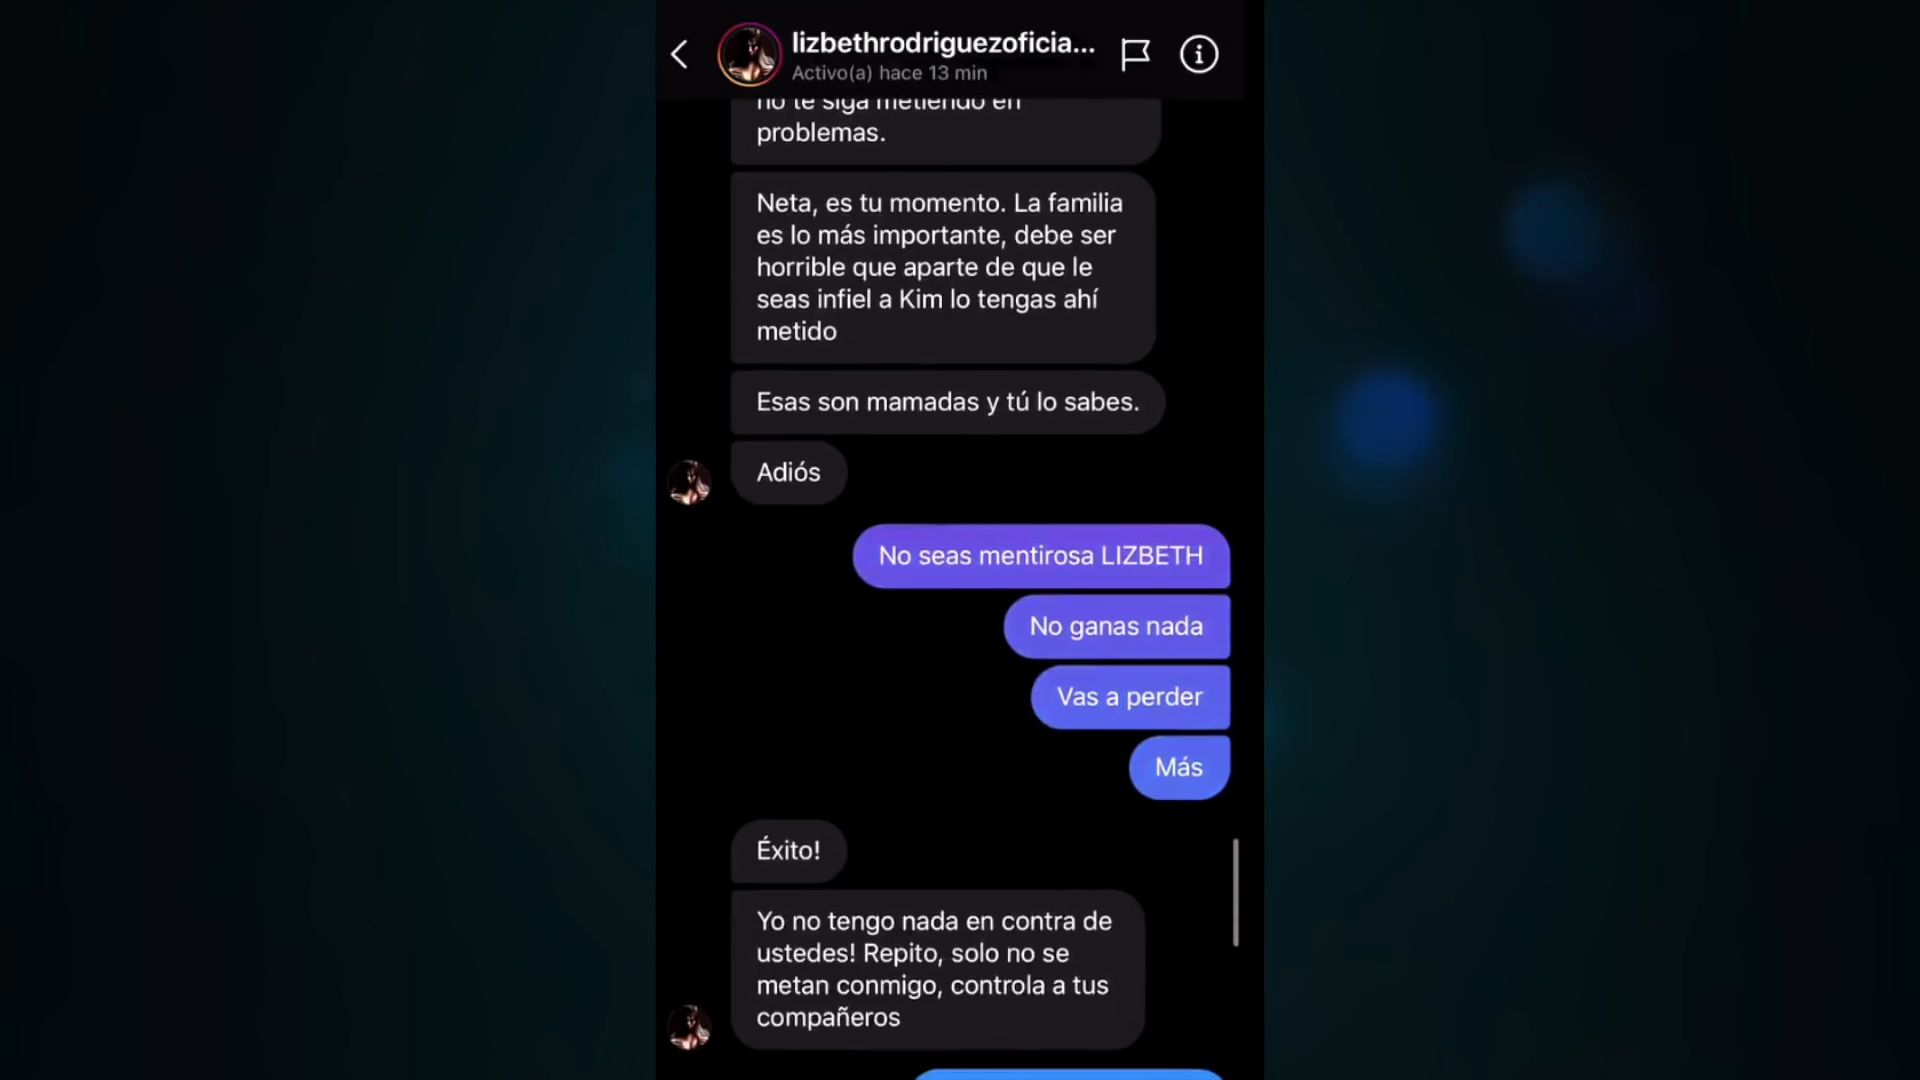 lizbethrodriguezoficia...
Activo(a) hace 13 min
no te siga metiendo en
problemas.
Neta, es tu momento. La familia
es lo más importante, debe ser
horrible que aparte de que le
seas infiel a Kim lo tengas ahí
metido
Esas son mamadas y tú lo sabes.
Adiós
No seas mentirosa LIZBETH
No ganas nada
Vas a perder
Más
Éxito!
Yo no tengo nada en contra de
ustedes! Repito, solo no se
metan conmigo, controla a tus
compañeros